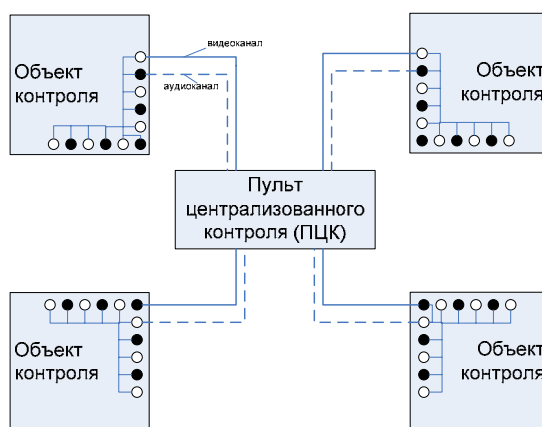 видеоканал
аудиоканал
Объект
контроля
Объект
контроля
Пульт
централизованного
контроля (ПЦК)
Объект
контроля
Объект
контроля